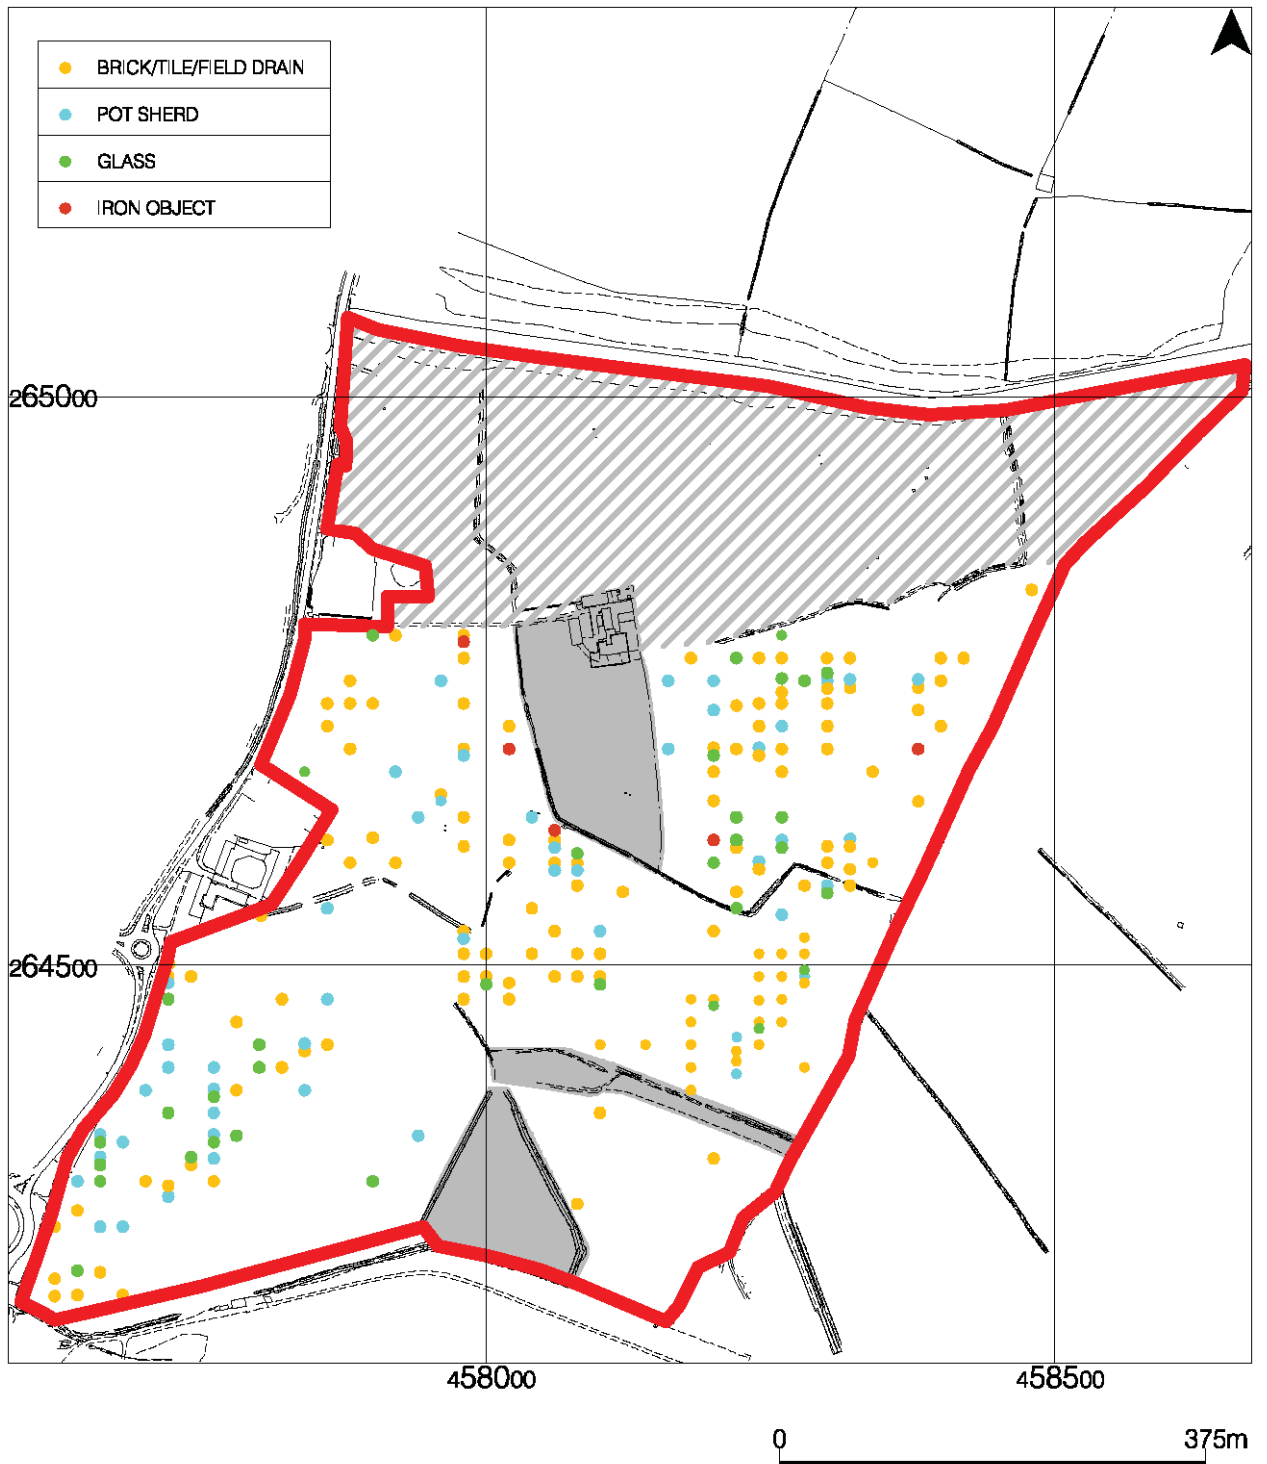 BRICK/TILE/FIELD DRAIN
POT SHERD
GLASS
IRON OBJECT
265000
264500
458000
458500
0
375m